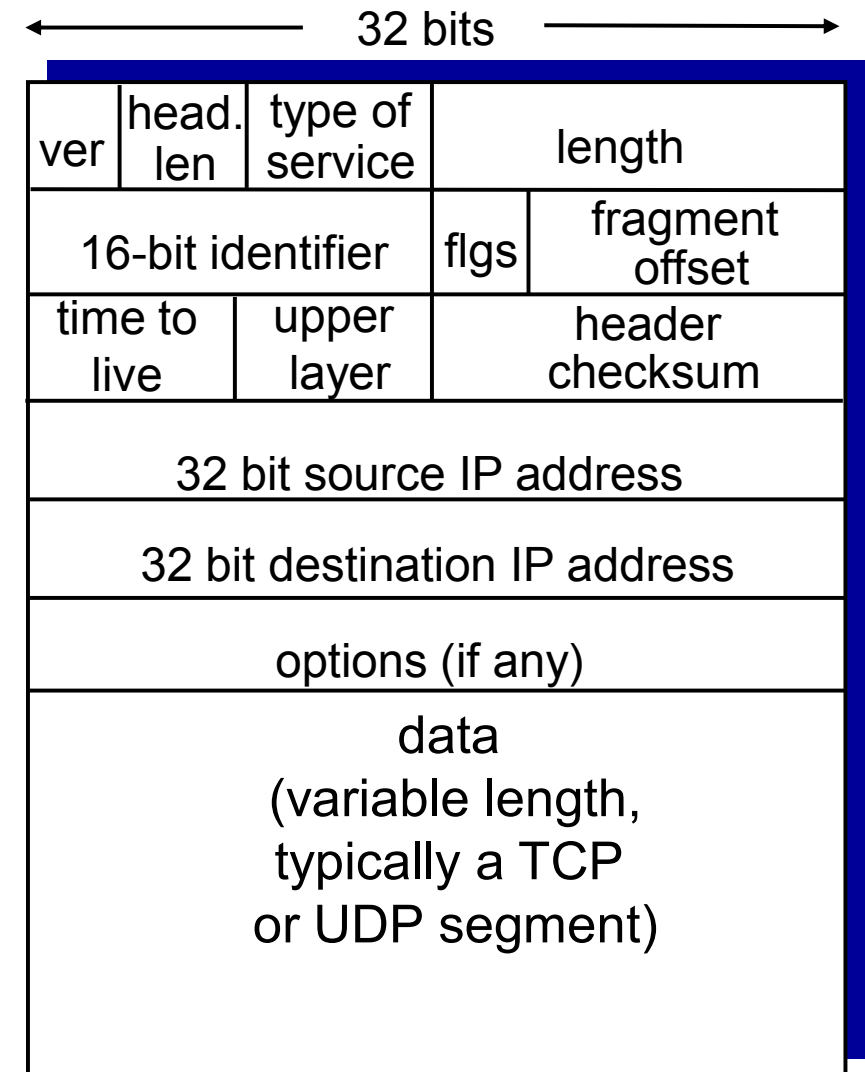 32 bits
ver
head.
len
type of
service
length
16-bit identifier
flgs
fragment
offset
time to
live
upper
layer
header
checksum
32 bit source IP address
32 bit destination IP address
options (if any)
data
(variable length,
typically a TCP
or UDP segment)